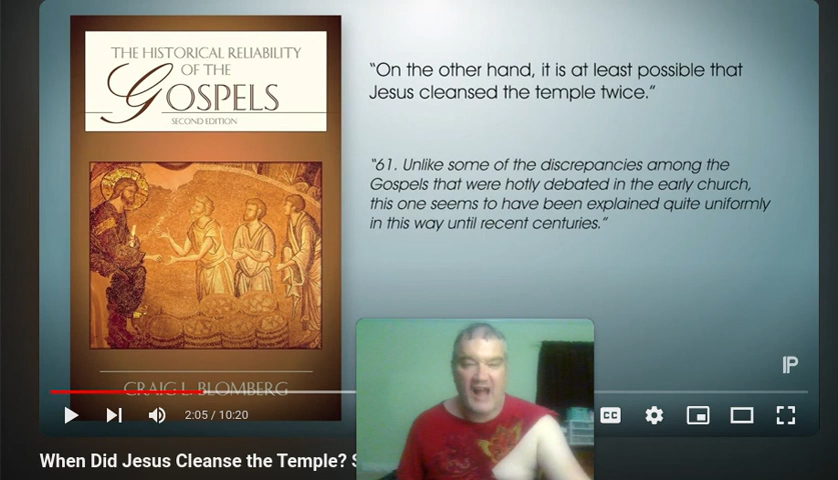 THE HISTORICAL RELIABILITY
OF THE
GOSPELS
SECOND EDITION
CRAIG L. BLOMBERG
“On the other hand, it is at least possible that
Jesus cleansed the temple twice.”
“61. Unlike some of the discrepancies among the
Gospels that were hotly debated in the early church,
this one seems to have been explained quite uniformly
in this way until recent centuries.”
IP
2:05 / 10:20
CC
When Did Jesus Cleanse the Temple?